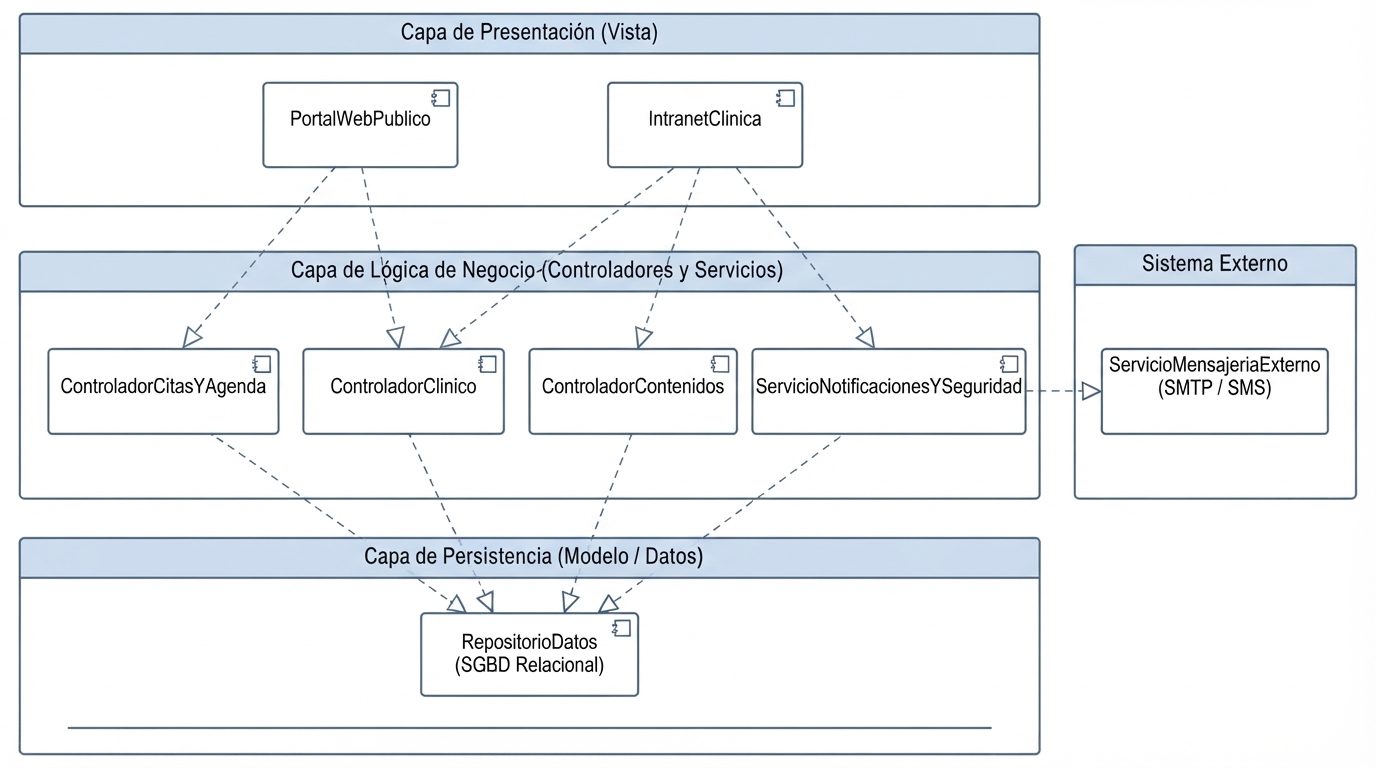 Capa de Presentación (Vista)
PortalWebPublico
IntranetClinica
Capa de Lógica de Negocio (Controladores y Servicios)
Sistema Externo
ControladorCitasYAgenda
ControladorClinico
ControladorContenidos
ServicioNotificacionesYSeguridad
ServicioMensajeriaExterno
(SMTP / SMS)
Capa de Persistencia (Modelo / Datos)
RepositorioDatos
(SGBD Relacional)